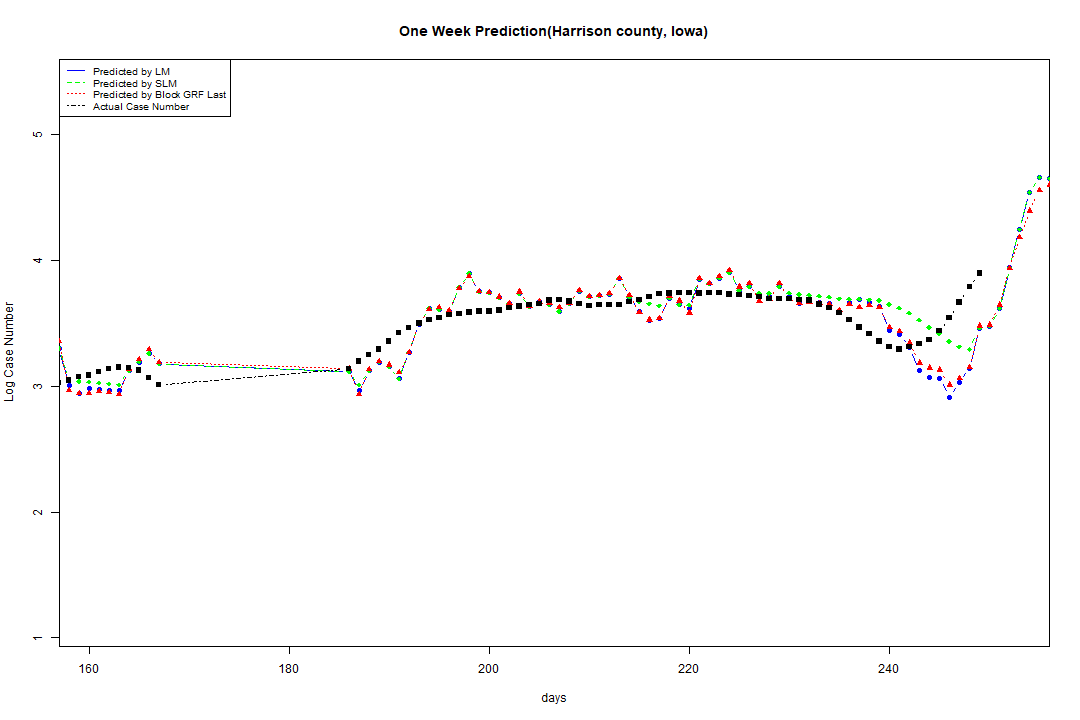 One Week Prediction(Harrison county, Iowa)
Predicted by LM
Predicted by SLM
Predicted by Block GRF Last
Actual Case Number
5
4
3
2
1
Log Case Number
160 180 200 220 240
days